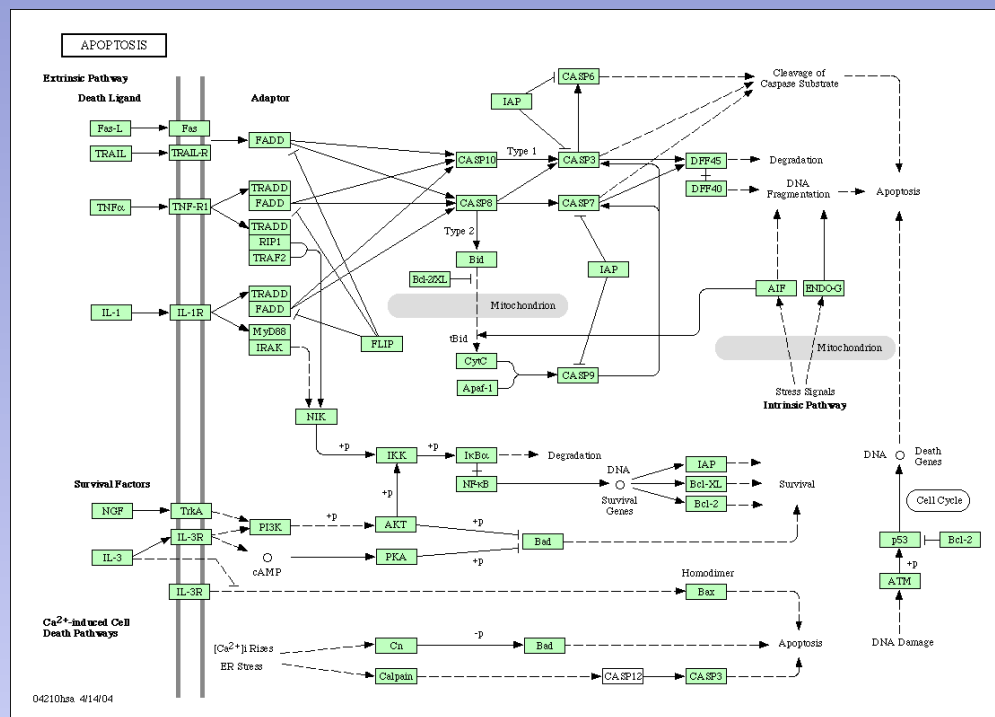 APOPTOSIS
Extrinsic Pathway
Death Ligand
Adaptor
Fas-L
Fas
TRAIL
TRAIL-R
FADD
CASP6
IAP
Cleavage of
Caspase Substrate
CASP10
Type 1
CASP3
DFF45
Degradation
DFF40
DNA
Fragmentation
Apoptosis
TNFα
TNF-R1
TRADD
FADD
CASP8
CASP7
TRADD
RIP1
TRAF2
Type 2
Bid
Bcl-2/XL
IAP
AIF
ENDO-G
Mitochondrion
IL-1
IL-1R
TRADD
FADD
MyD88
IRAK
FLIP
tBid
CytC
Apaf-1
CASP9
Mitochondrion
Stress Signals
Intrinsic Pathway
NIK
+p
IKK
+p
IκBα
Degradation
NF-κB
DNA
Survival
Genes
IAP
Bcl-XL
Bcl-2
Survival
DNA
Death
Genes
Cell Cycle
Survival Factors
NGF
TrkA
PI3K
+p
AKT
+p
+p
Bad
IL-3
IL-3R
cAMP
PKA
+p
p53
Bcl-2
+p
ATM
DNA Damage
IL-3R
Homodimer
Bax
Ca2+-induced Cell
Death Pathways
[Ca2+]i Rises
ER Stress
Cn
-p
Bad
Apoptosis
Calpain
CASP12
CASP3
04210hsa 4/14/04